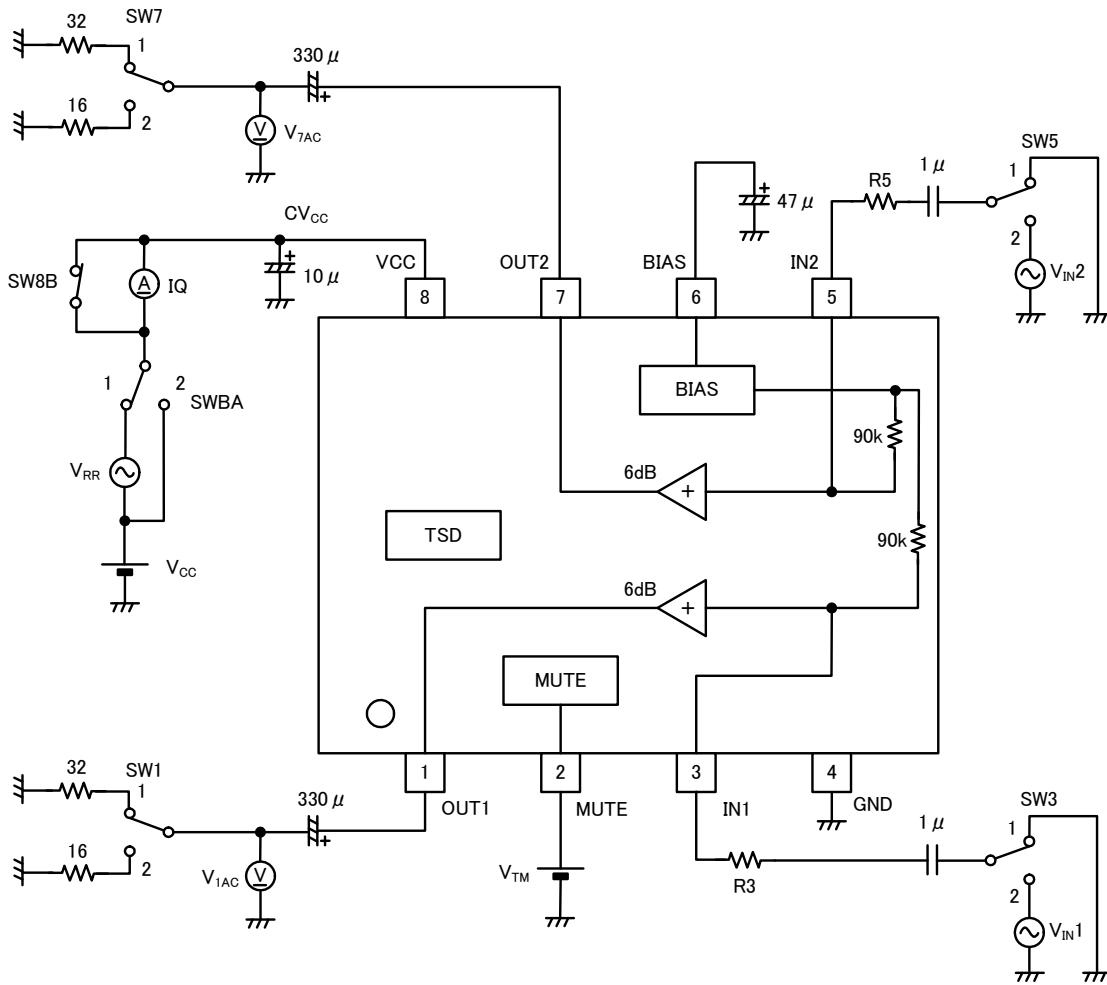 SW7
32
1
330μ
16
2
V7AC
SW5
1μ
1
R5
2
VIN2
47μ
CVCC
VCC
OUT2
BIAS
IN2
SW8B
A
IQ
10μ
8
7
6
5
1
2
SWBA
BIAS
90k
VRR
6dB
+
TSD
90k
VCC
6dB
+
MUTE
32
SW1
1
330μ
1
2
3
4
OUT1
MUTE
IN1
GND
SW3
1μ
1
16
2
V1AC
V
VTM
R3
2
VIN1
V
+
+
+
+